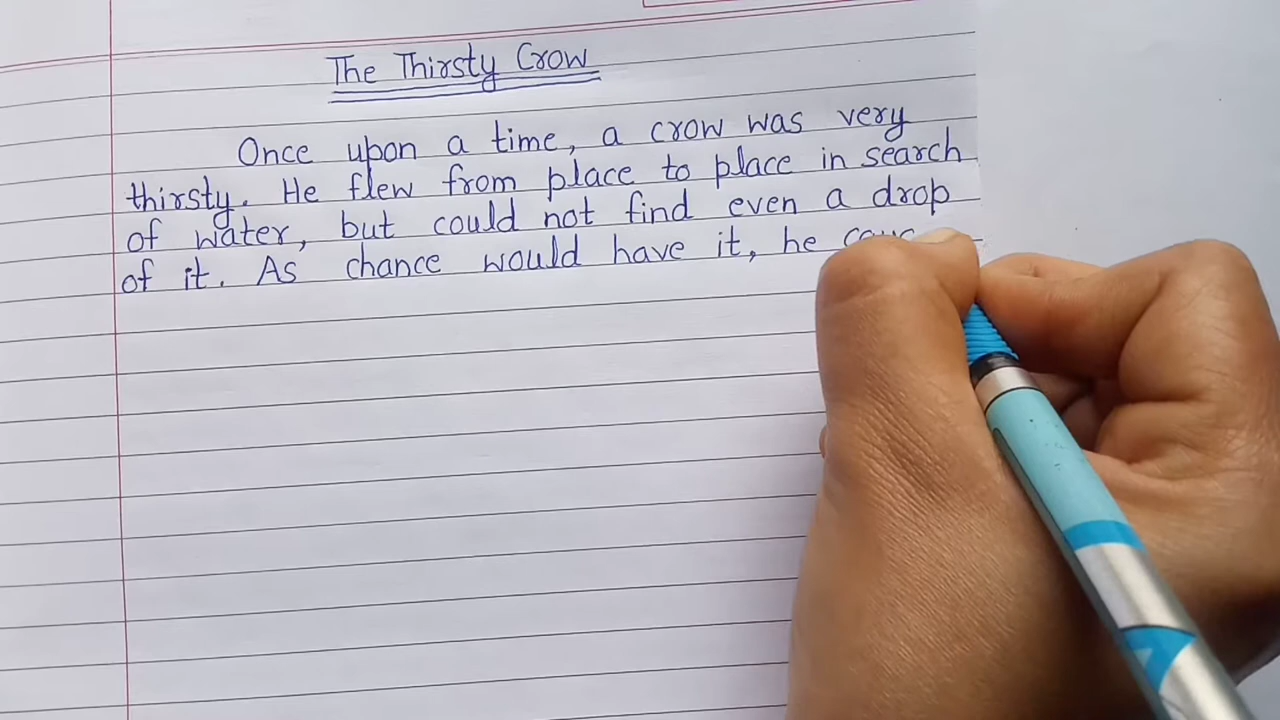 The Thirsty Crow
Once upon a time, a crow was very
thirsty. He flew from place to place in search
of water, but could not find even a drop
of it. As chance would have it, he